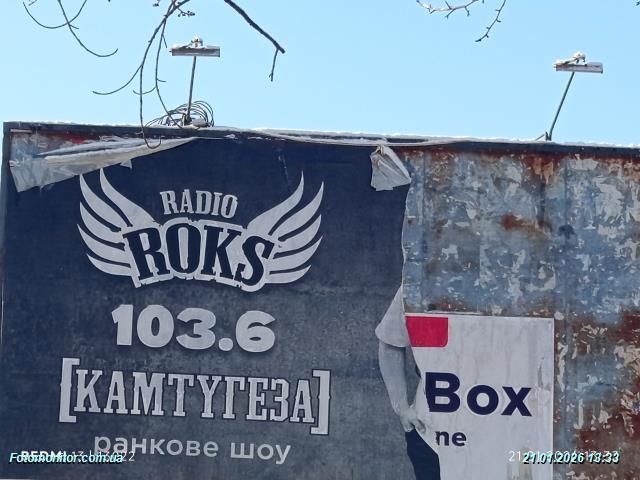 RADIO
ROKS
103.6
[КАМТУГЕЗА]
ранкове шоу
Box
ne
Fotomonitor.com.ua
21.01.2026 13:33